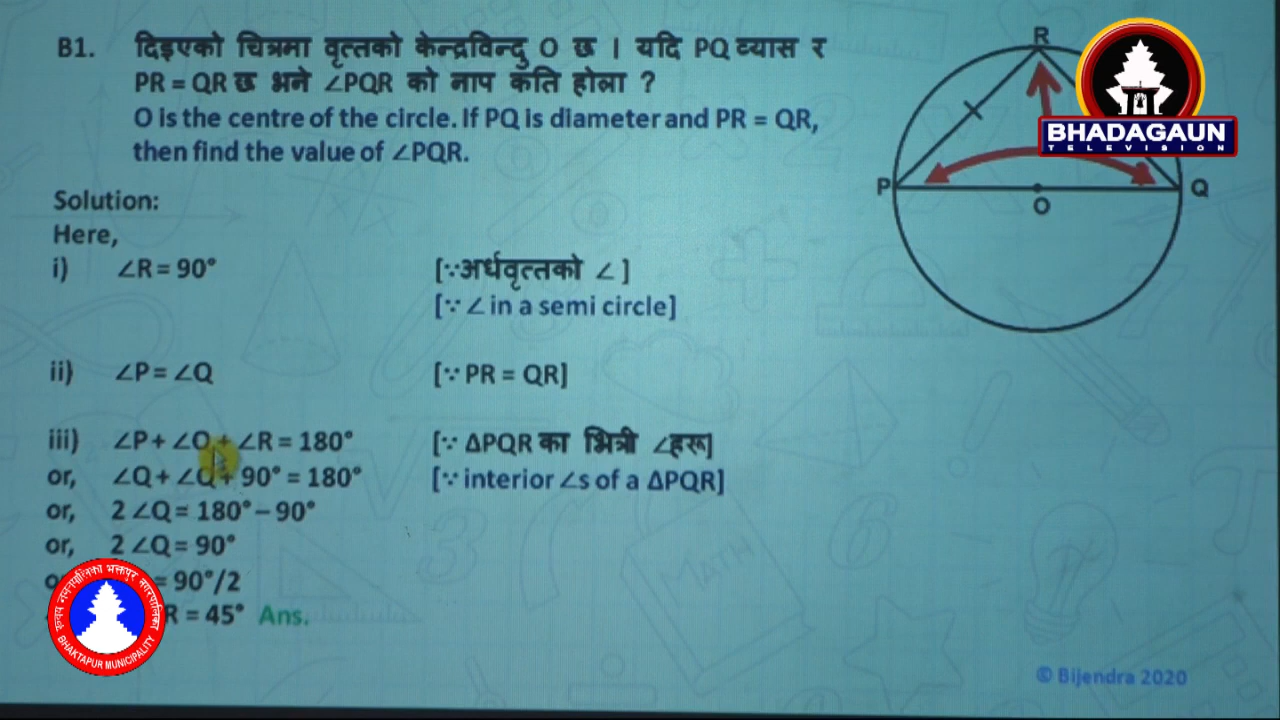 B1. दिइएको चित्रमा वृत्तको केन्द्रविन्दु O छ । यदि PQ व्यास र
PR = QR छ भने ∠PQR को नाप कति होला ?
O is the centre of the circle. If PQ is diameter and PR = QR,
then find the value of ∠PQR.
Solution:
Here,
i) ∠R = 90° [∵अर्धवृत्तको ∠ ]
[∵ ∠ in a semi circle]
ii) ∠P = ∠Q [∵ PR = QR]
iii) ∠P + ∠Q + ∠R = 180° [∵ ΔPQR का भित्री ∠हरू]
or, ∠Q + ∠Q + 90° = 180° [∵ interior ∠s of a ΔPQR]
or, 2 ∠Q = 180° – 90°
or, 2 ∠Q = 90°
= 90°/2
R = 45° Ans.
R
P
Q
O
BHADAGAUN
TELEVISION
भक्तपुर नगरपालिका
BHAKTAPUR MUNICIPALITY
© Bijendra 2020